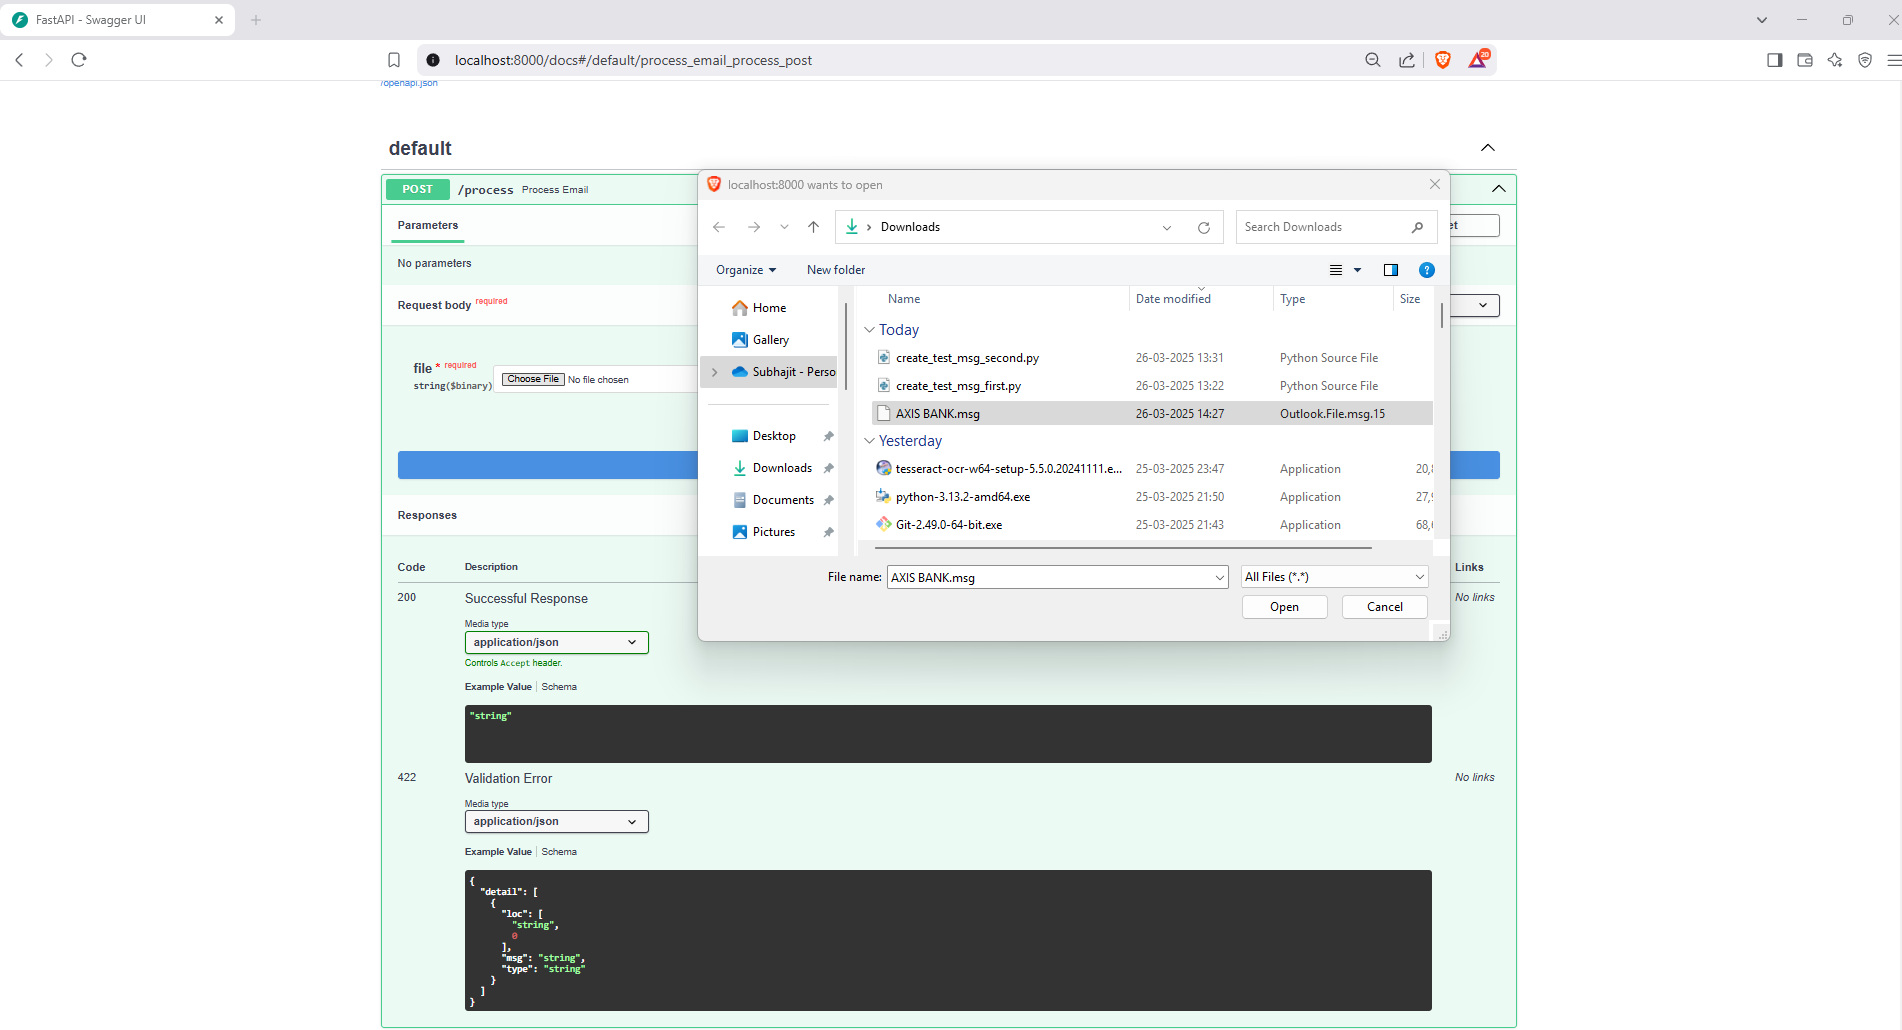 FastAPI - Swagger UI
localhost:8000/docs#/default/process_email_process_post
20
/openapi.json
default
POST /process Process Email
Parameters
No parameters
Request body required
file * required
string($binary)
Choose File No file chosen
Responses
Code Description Links
200 Successful Response No links
Media type
application/json
Controls Accept header.
Example Value Schema
"string"
422 Validation Error No links
Media type
application/json
Example Value Schema
{
"detail": [
{
"loc": [
"string",
0
],
"msg": "string",
"type": "string"
}
]
}
localhost:8000 wants to open
Downloads
Search Downloads
Organize New folder
Home
Gallery
Subhajit - Perso
Desktop
Downloads
Documents
Pictures
Name Date modified Type Size
Today
create_test_msg_second.py 26-03-2025 13:31 Python Source File
create_test_msg_first.py 26-03-2025 13:22 Python Source File
AXIS BANK.msg 26-03-2025 14:27 Outlook.File.msg.15
Yesterday
tesseract-ocr-w64-setup-5.5.0.20241111.e... 25-03-2025 23:47 Application
python-3.13.2-amd64.exe 25-03-2025 21:50 Application
Git-2.49.0-64-bit.exe 25-03-2025 21:43 Application
File name: AXIS BANK.msg All Files (*.*)
Open Cancel